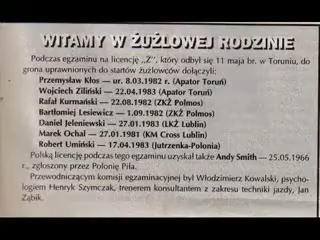 WITAMY W ŻUŻLOWEJ RODZINIE
Podczas egzaminu na licencję „Ż”, który odbył się 11 maja br. w Toruniu, do
grona uprawnionych do startów żużlowców dołączyli:
Przemysław Kłos — ur. 8.03.1982 r. (Apator Toruń)
Wojciech Ziliński — 22.04.1983 (Apator Toruń)
Rafał Kurmański — 22.08.1982 (ZKŻ Polmos)
Bartłomiej Lesiewicz — 1.09.1982 (ZKŻ Polmos)
Daniel Jeleniewski — 27.01.1983 (LKŻ Lublin)
Marek Ochal — 27.01.1981 (KM Cross Lublin)
Robert Umiński — 17.04.1983 (Jutrzenka-Polonia)
Polską licencję podczas tego egzaminu uzyskał także Andy Smith — 25.05.1966
r., zgłoszony przez Polonię Piła.
Przewodniczącym komisji egzaminacyjnej był Włodzimierz Kowalski, psycho-
logiem Henryk Szymczak, trenerem konsultantem z zakresu techniki jazdy, Jan
Ząbik.